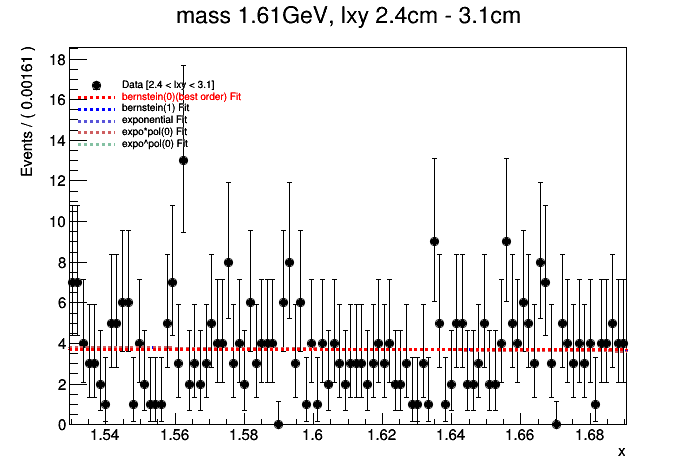 mass 1.61GeV, lxy 2.4cm - 3.1cm
Events / ( 0.00161 )
18
16
14
12
10
8
6
4
2
0
Data [2.4 < lxy < 3.1]
bernstein(0)(best order) Fit
bernstein(1) Fit
exponential Fit
expo*pol(0) Fit
expo^pol(0) Fit
1.54 1.56 1.58 1.6 1.62 1.64 1.66 1.68
x